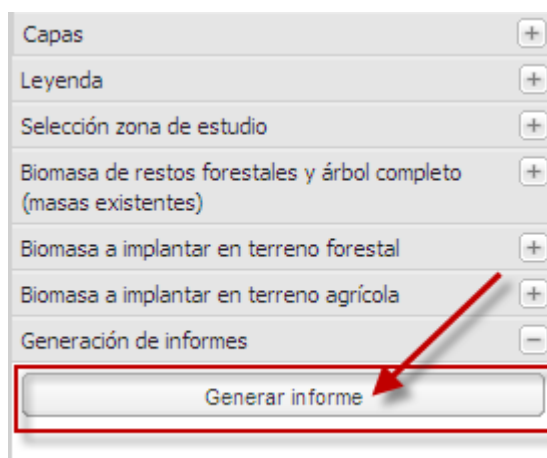 Capas
Leyenda
Selección zona de estudio
Biomasa de restos forestales y árbol completo
(masas existentes)
Biomasa a implantar en terreno forestal
Biomasa a implantar en terreno agrícola
Generación de informes
Generar informe